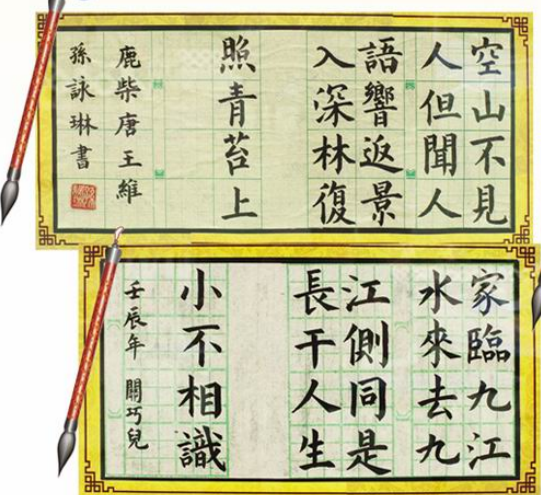 空山不見
人但聞人
語響返景
入深林復
照青苔上
鹿柴唐王維
孫詠琳書
家臨九江
水來去九
江側同是
長干人生
小不相識
壬辰年 關巧兒